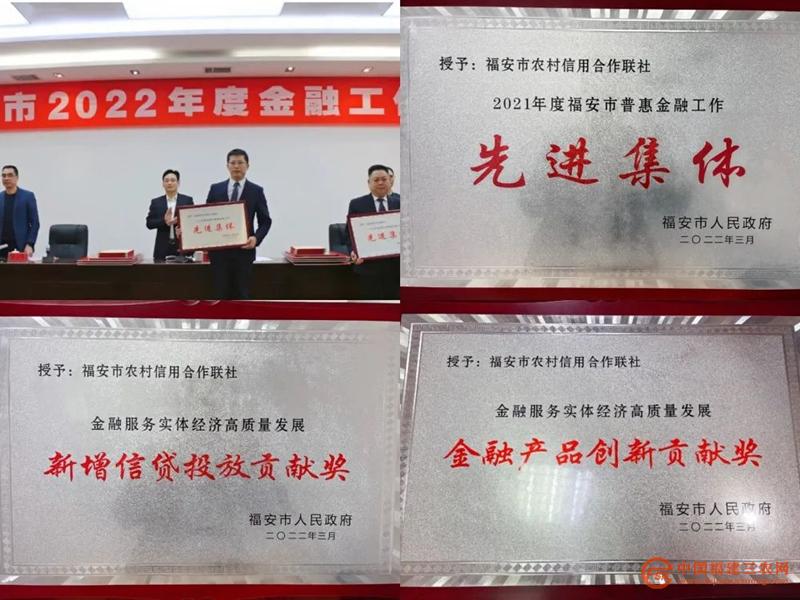 市2022年度金融工
先进集体
先进集
授予：福安市农村信用合作联社
2021年度福安市普惠金融工作
先进集体
福安市人民政府
二〇二二年三月
授予：福安市农村信用合作联社
金融服务实体经济高质量发展
新增信贷投放贡献奖
福安市人民政府
二〇二二年三月
授予：福安市农村信用合作联社
金融服务实体经济高质量发展
金融产品创新贡献奖
福安市人民政府
二〇二二年三月
中国福建三农网